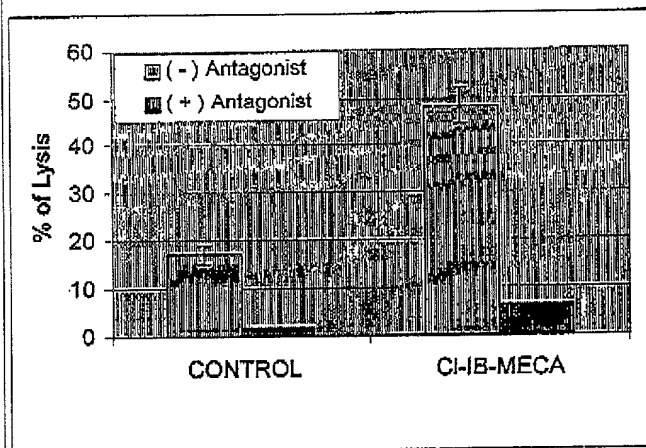 60
50
40
30
20
10
0
% of Lysis
( - ) Antagonist
( + ) Antagonist
CONTROL
Cl-IB-MECA